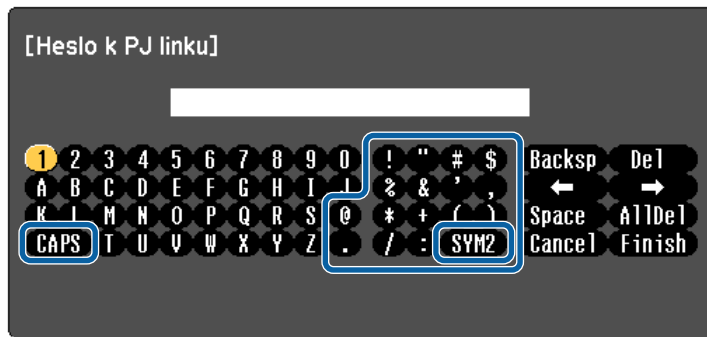 [Heslo k PJ linku]
1 2 3 4 5 6 7 8 9 0 ! " # $ Backsp Del
A B C D E F G H I J % & ' , ← →
K L M N O P Q R S @ * + ( ) Space AllDel
CAPS T U V W X Y Z . / : SYM2 Cancel Finish